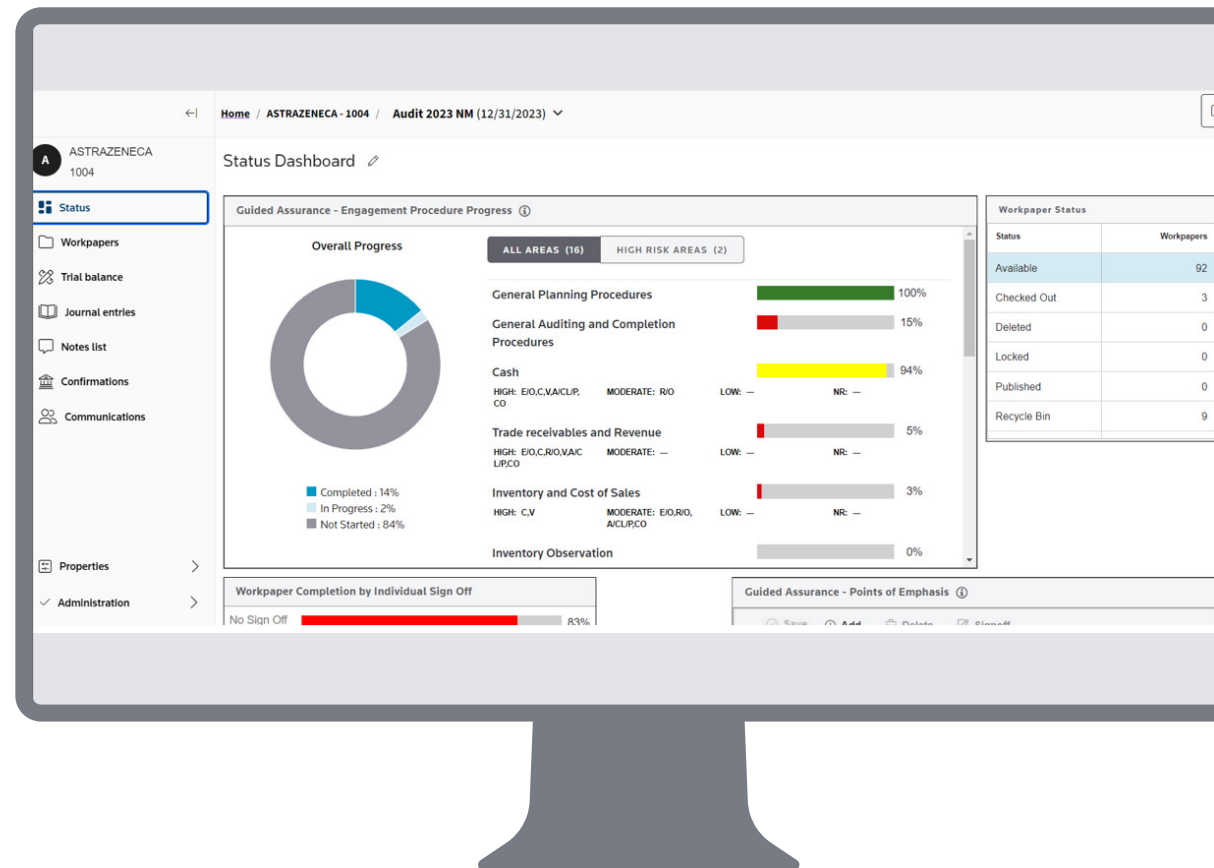 Home / ASTRAZENECA - 1004 / Audit 2023 NM (12/31/2023)
A
ASTRAZENECA
1004
Status
Workpapers
Trial balance
Journal entries
Notes list
Confirmations
Communications
Properties
Administration
Status Dashboard
Guided Assurance - Engagement Procedure Progress
Overall Progress
Completed : 14%
In Progress : 2%
Not Started : 84%
ALL AREAS (16) HIGH RISK AREAS (2)
General Planning Procedures 100%
General Auditing and Completion 15%
Procedures
Cash 94%
HIGH: E/O,C,V,A/CL/P, MODERATE: R/O LOW: — NR: —
CO
Trade receivables and Revenue 5%
HIGH: E/O,C,R/O,V,A/C MODERATE: — LOW: — NR: —
L/P,CO
Inventory and Cost of Sales 3%
HIGH: C,V MODERATE: E/O,R/O, LOW: — NR: —
A/CL/P,CO
Inventory Observation 0%
Workpaper Status
Status Workpapers
Available 92
Checked Out 3
Deleted 0
Locked 0
Published 0
Recycle Bin 9
Workpaper Completion by Individual Sign Off
No Sign Off 83%
Guided Assurance - Points of Emphasis
Save Add Delete Signoff